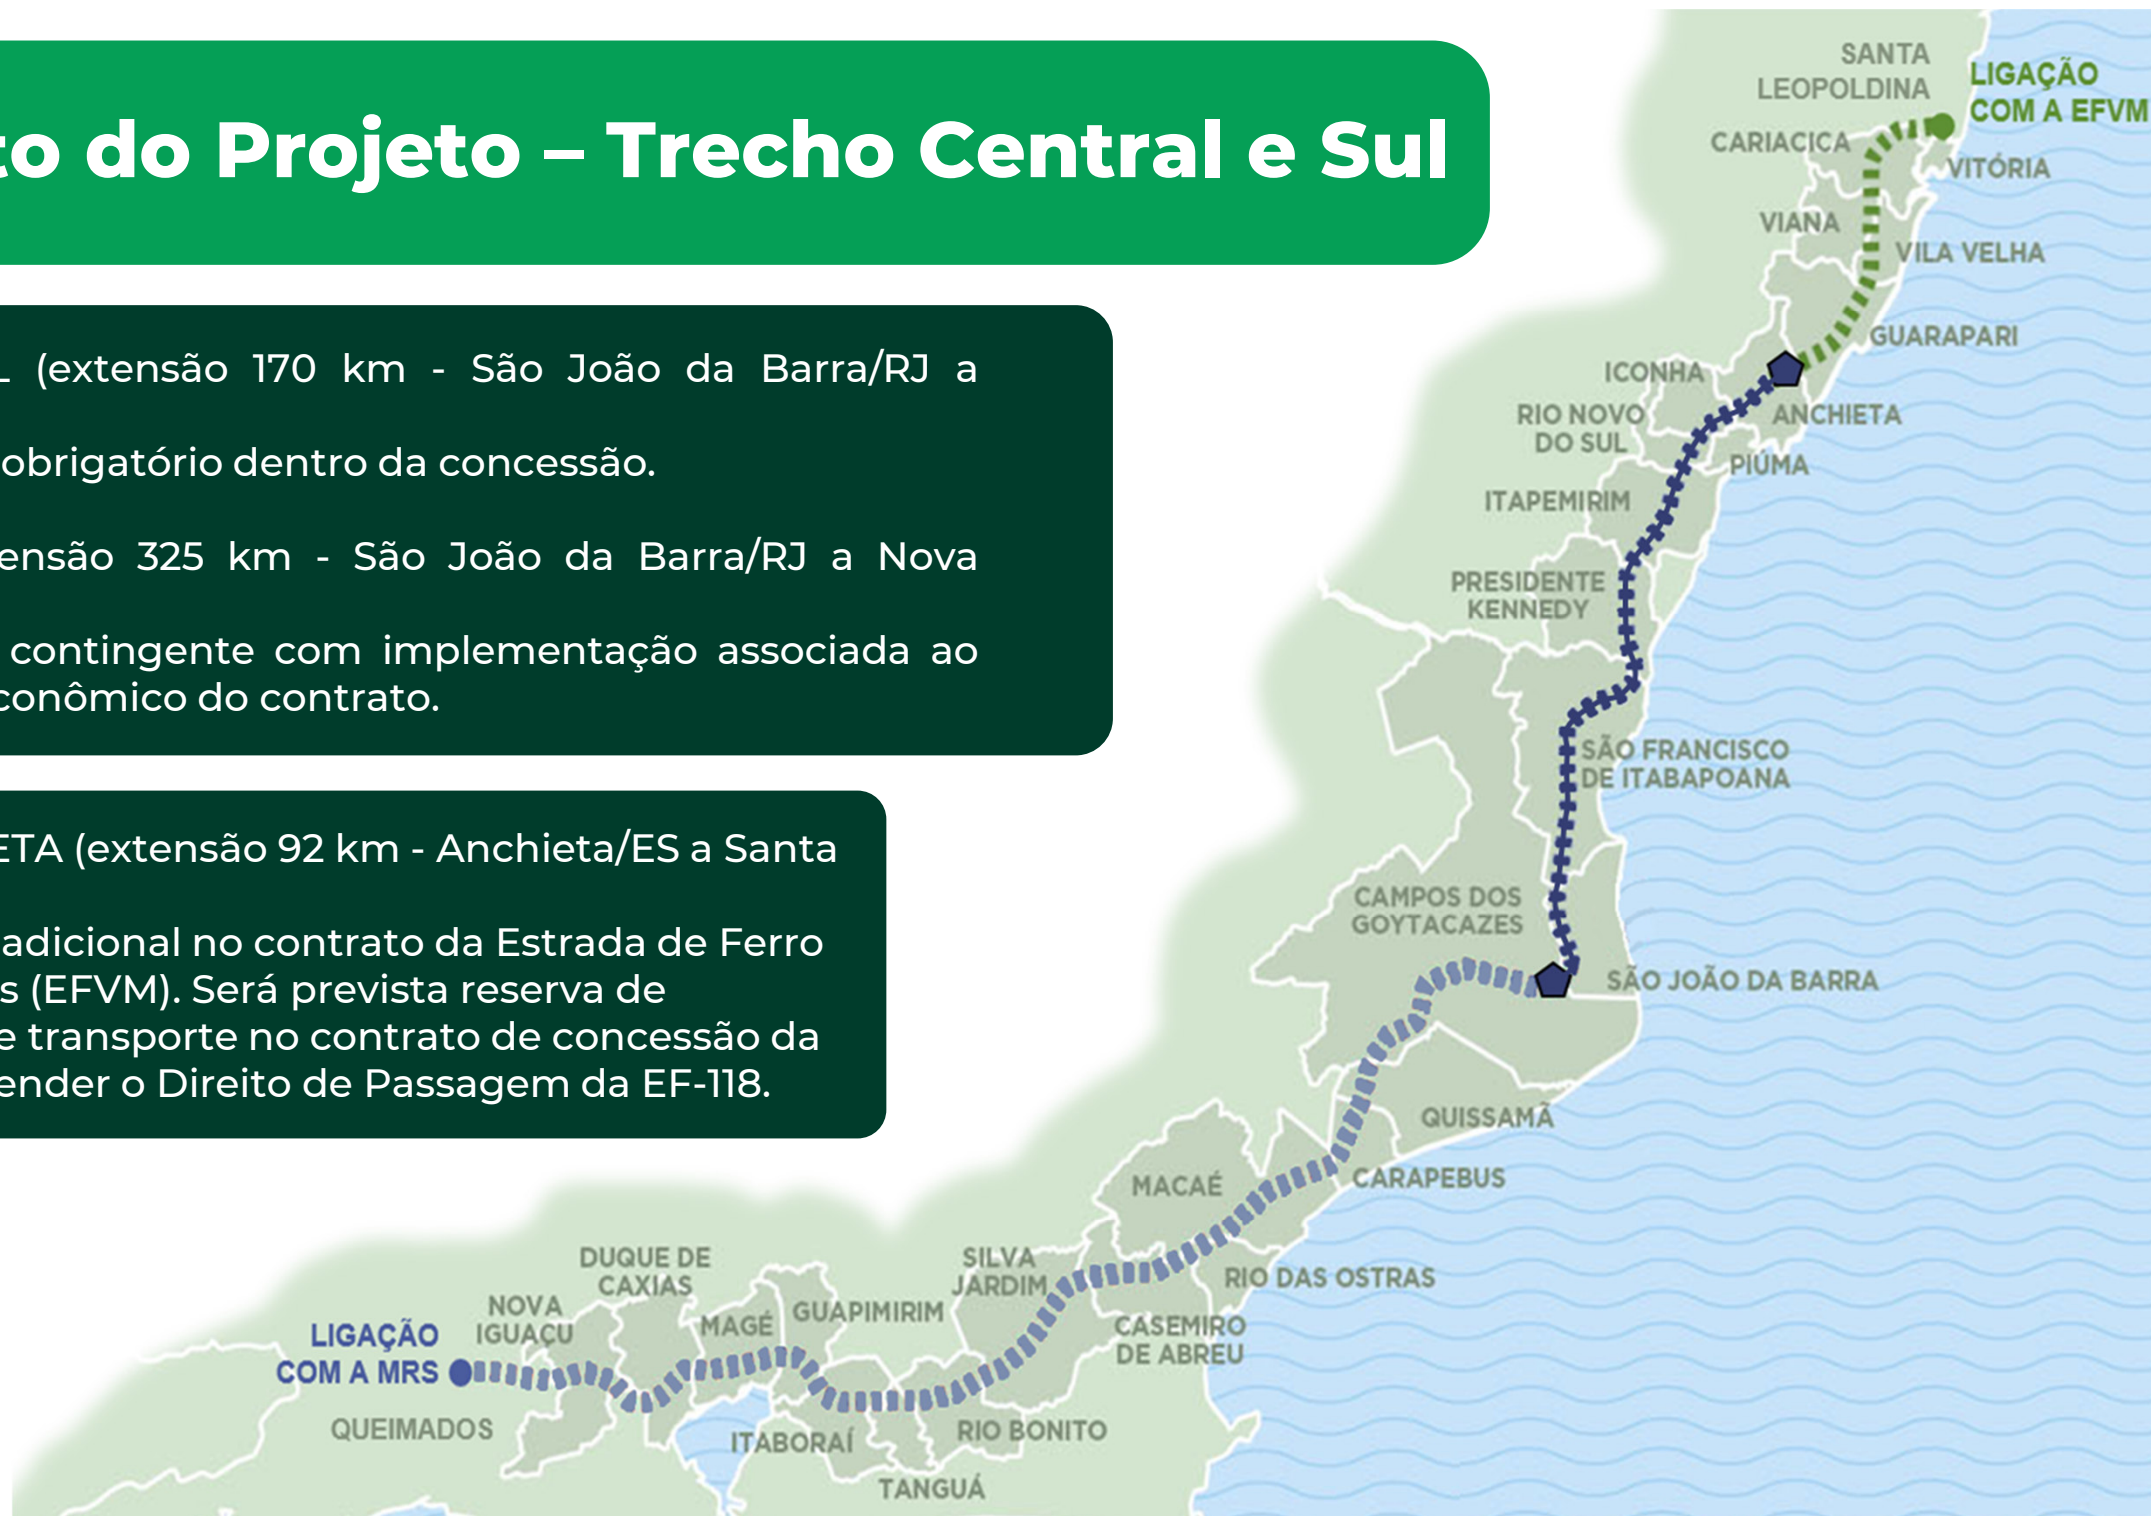 to do Projeto – Trecho Central e Sul
L (extensão 170 km - São João da Barra/RJ a
obrigatório dentro da concessão.
ensão 325 km - São João da Barra/RJ a Nova
contingente com implementação associada ao
conômico do contrato.
ETA (extensão 92 km - Anchieta/ES a Santa
adicional no contrato da Estrada de Ferro
s (EFVM). Será prevista reserva de
e transporte no contrato de concessão da
ender o Direito de Passagem da EF-118.
SANTA
LEOPOLDINA
LIGAÇÃO
COM A EFVM
CARIACICA
VITÓRIA
VIANA
VILA VELHA
GUARAPARI
ICONHA
RIO NOVO
DO SUL
ANCHIETA
PIÚMA
ITAPEMIRIM
PRESIDENTE
KENNEDY
SÃO FRANCISCO
DE ITABAPOANA
CAMPOS DOS
GOYTACAZES
SÃO JOÃO DA BARRA
QUISSAMÃ
CARAPEBUS
MACAÉ
RIO DAS OSTRAS
CASEMIRO
DE ABREU
SILVA
JARDIM
DUQUE DE
CAXIAS
NOVA
IGUAÇU
MAGÉ
GUAPIMIRIM
LIGAÇÃO
COM A MRS
QUEIMADOS
ITABORAÍ
RIO BONITO
TANGUÁ